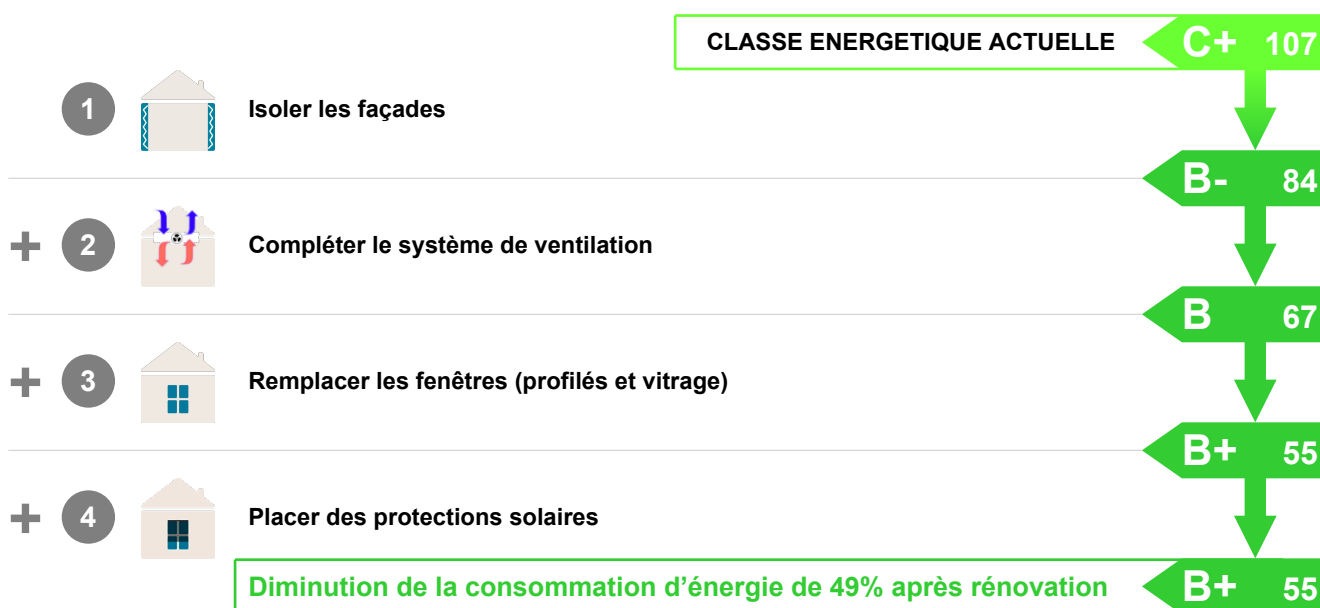 CLASSE ENERGETIQUE ACTUELLE C+ 107
1 Isoler les façades
B- 84
+ 2 Compléter le système de ventilation
B 67
+ 3 Remplacer les fenêtres (profilés et vitrage)
B+ 55
+ 4 Placer des protections solaires
Diminution de la consommation d’énergie de 49% après rénovation B+ 55